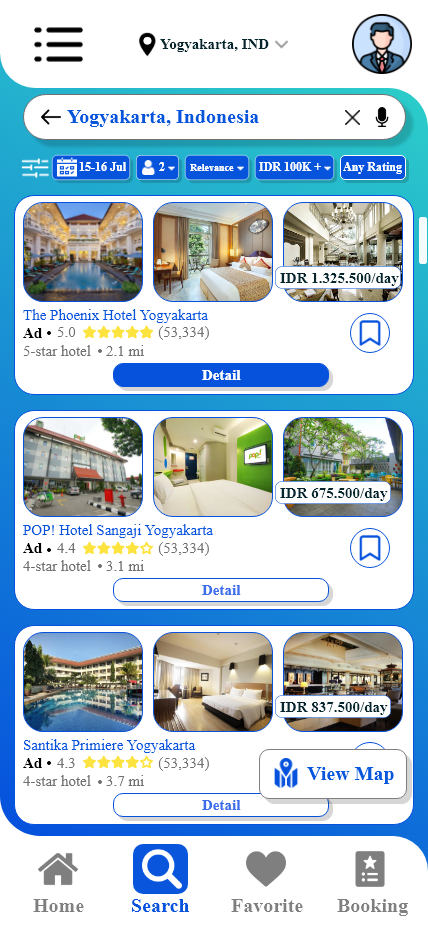 Yogyakarta, IND
Yogyakarta, Indonesia
15-16 Jul
2
Relevance
IDR 100K +
Any Rating
IDR 1.325.500/day
The Phoenix Hotel Yogyakarta
Ad • 5.0 (53,334)
5-star hotel • 2.1 mi
Detail
pop!
IDR 675.500/day
POP! Hotel Sangaji Yogyakarta
Ad • 4.4 (53,334)
4-star hotel • 3.1 mi
Detail
IDR 837.500/day
Santika Primiere Yogyakarta
Ad • 4.3 (53,334)
4-star hotel • 3.7 mi
View Map
Detail
Home
Search
Favorite
Booking